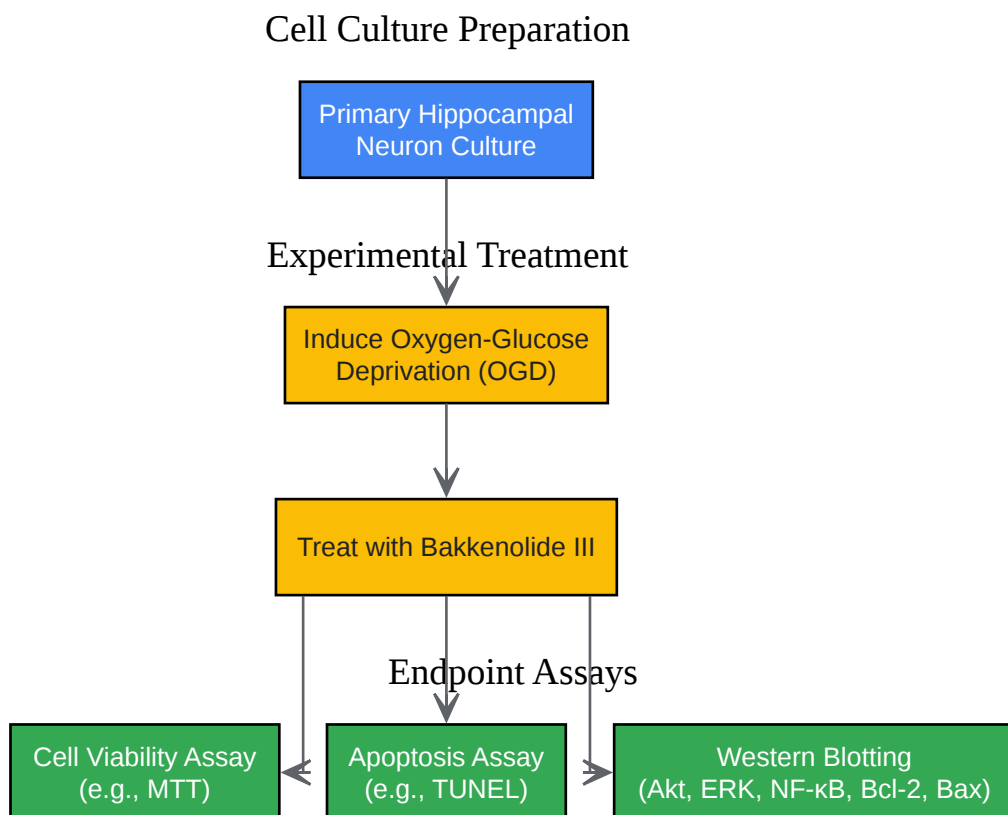 Cell Culture Preparation
Primary Hippocampal
Neuron Culture
Experimental Treatment
Induce Oxygen-Glucose
Deprivation (OGD)
Treat with Bakkenolide III
Endpoint Assays
Cell Viability Assay
(e.g., MTT)
Apoptosis Assay
(e.g., TUNEL)
Western Blotting
(Akt, ERK, NF-κB, Bcl-2, Bax)